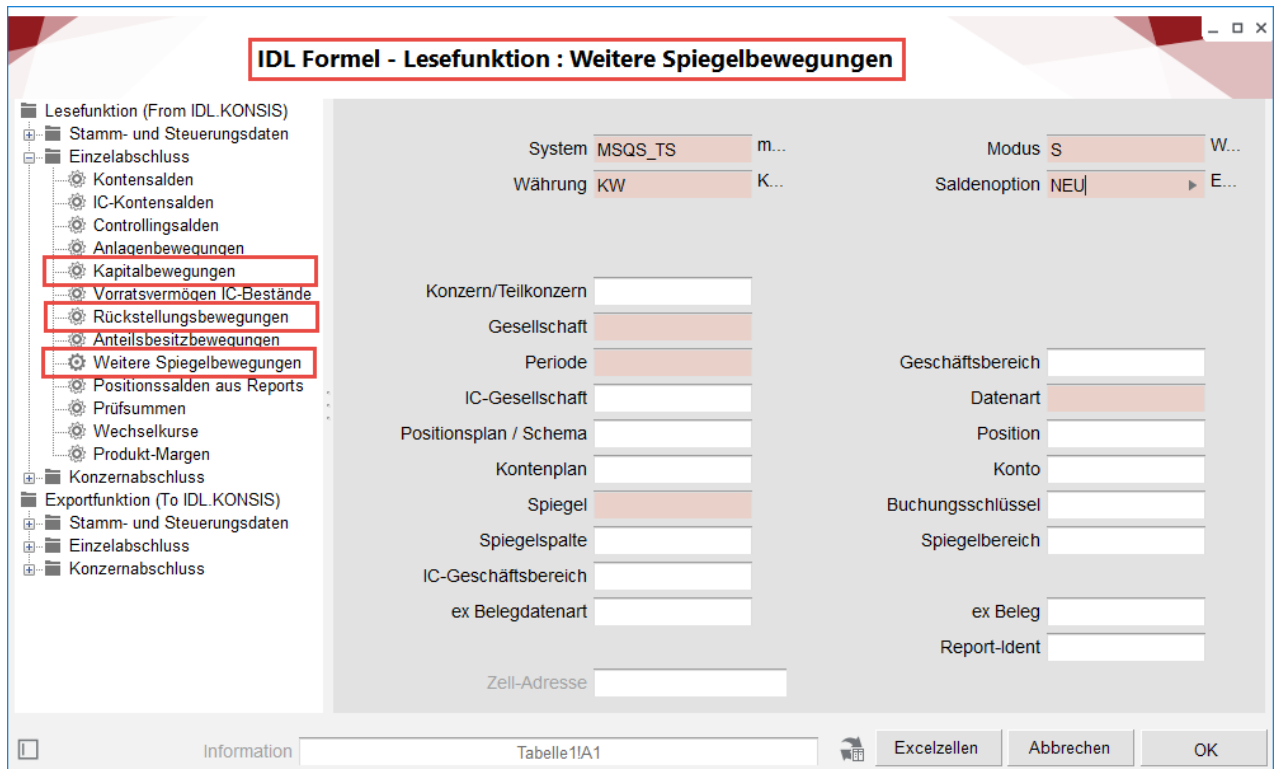 IDL Formel - Lesefunktion : Weitere Spiegelbewegungen
Lesefunktion (From IDL.KONSIS)
Stamm- und Steuerungsdaten
Einzelabschluss
Kontensalden
IC-Kontensalden
Controllingsalden
Anlagenbewegungen
Kapitalbewegungen
Vorratsvermögen IC-Bestände
Rückstellungsbewegungen
Anteilsbesitzbewegungen
Weitere Spiegelbewegungen
Positionssalden aus Reports
Prüfsummen
Wechselkurse
Produkt-Margen
Konzernabschluss
Exportfunktion (To IDL.KONSIS)
Stamm- und Steuerungsdaten
Einzelabschluss
Konzernabschluss
System MSQS_TS m... Modus S W...
Währung KW K... Saldenoption NEU E...
Konzern/Teilkonzern
Gesellschaft
Periode Geschäftsbereich
IC-Gesellschaft Datenart
Positionsplan / Schema Position
Kontenplan Konto
Spiegel Buchungsschlüssel
Spiegelspalte Spiegelbereich
IC-Geschäftsbereich
ex Belegdatenart ex Beleg
Report-Ident
Zell-Adresse
Information Tabelle1!A1 Excelzellen Abbrechen OK